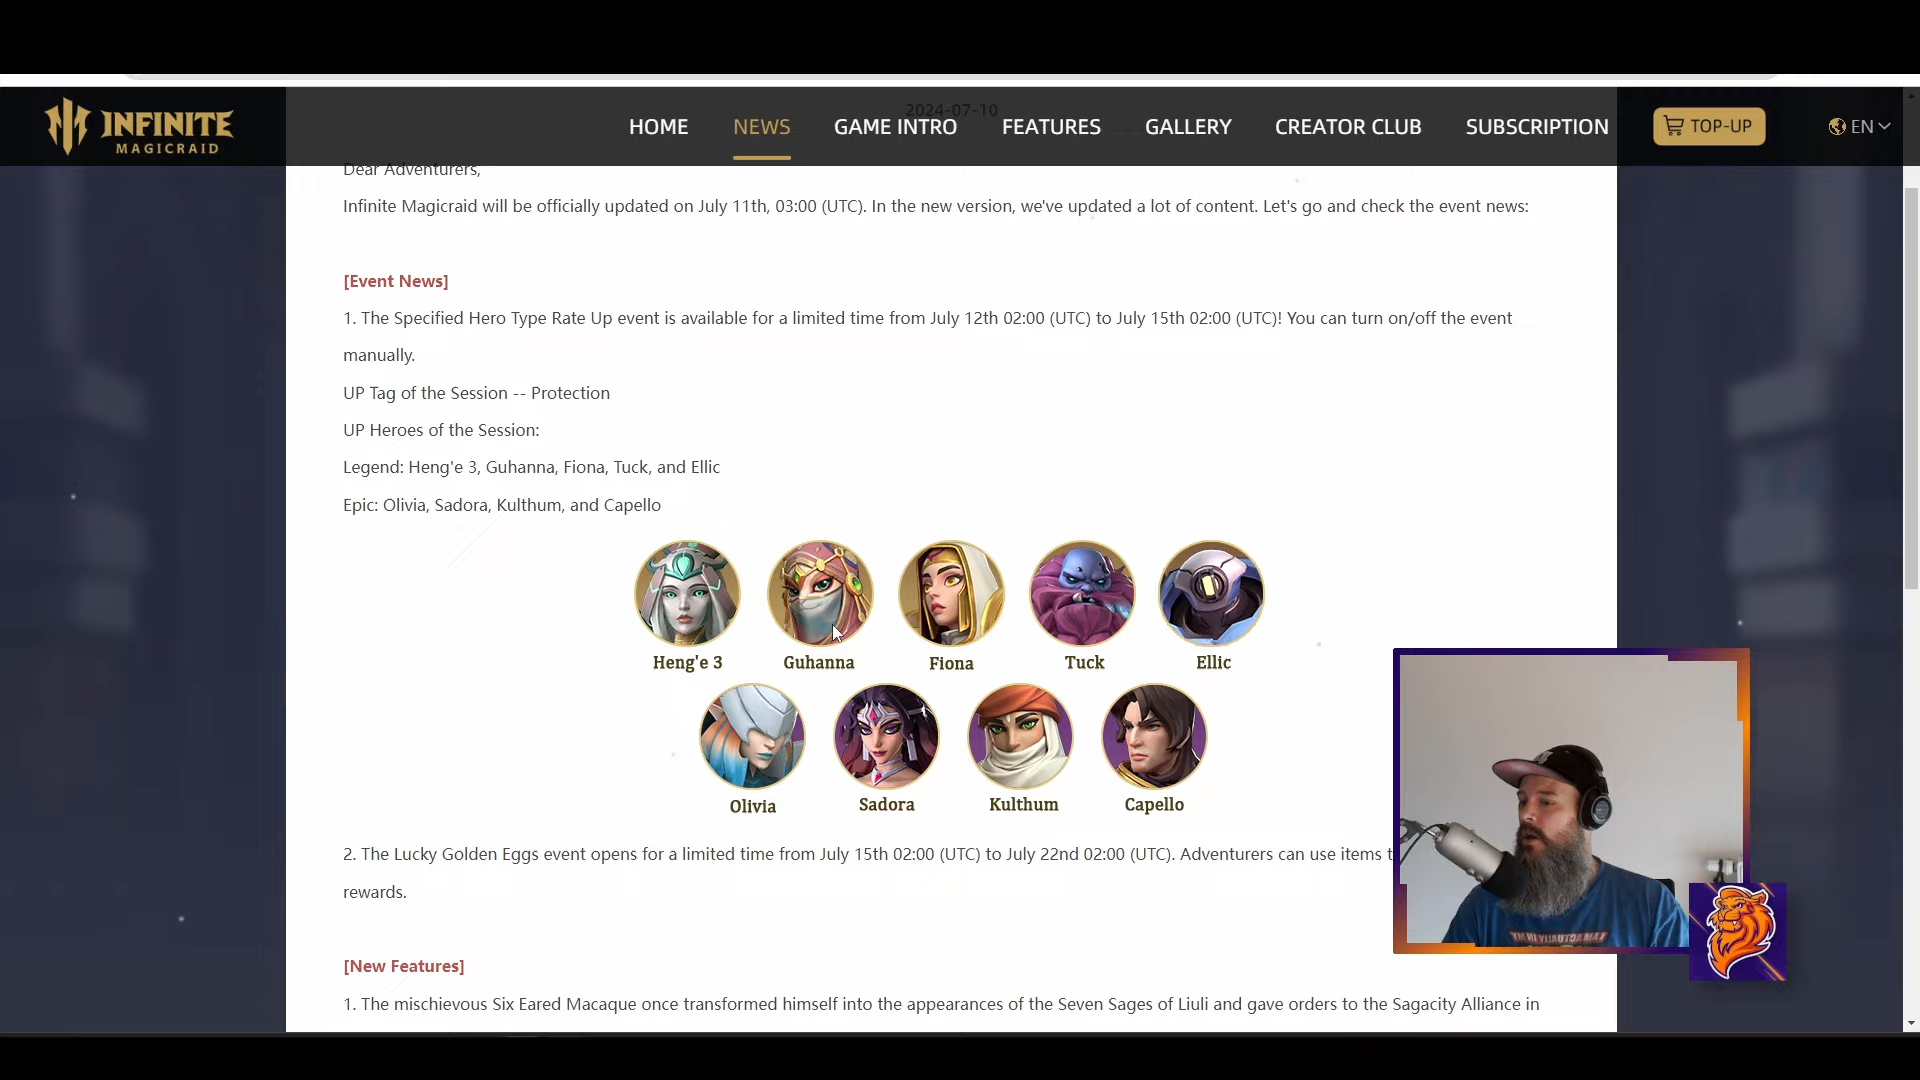 2024-07-10
INFINITE
MAGICRAID
HOME NEWS GAME INTRO FEATURES GALLERY CREATOR CLUB SUBSCRIPTION TOP-UP EN
Dear Adventurers,
Infinite Magicraid will be officially updated on July 11th, 03:00 (UTC). In the new version, we've updated a lot of content. Let's go and check the event news:
[Event News]
1. The Specified Hero Type Rate Up event is available for a limited time from July 12th 02:00 (UTC) to July 15th 02:00 (UTC)! You can turn on/off the event
manually.
UP Tag of the Session -- Protection
UP Heroes of the Session:
Legend: Heng'e 3, Guhanna, Fiona, Tuck, and Ellic
Epic: Olivia, Sadora, Kulthum, and Capello
Heng'e 3 Guhanna Fiona Tuck Ellic
Olivia Sadora Kulthum Capello
2. The Lucky Golden Eggs event opens for a limited time from July 15th 02:00 (UTC) to July 22nd 02:00 (UTC). Adventurers can use items t
rewards.
[New Features]
1. The mischievous Six Eared Macaque once transformed himself into the appearances of the Seven Sages of Liuli and gave orders to the Sagacity Alliance in